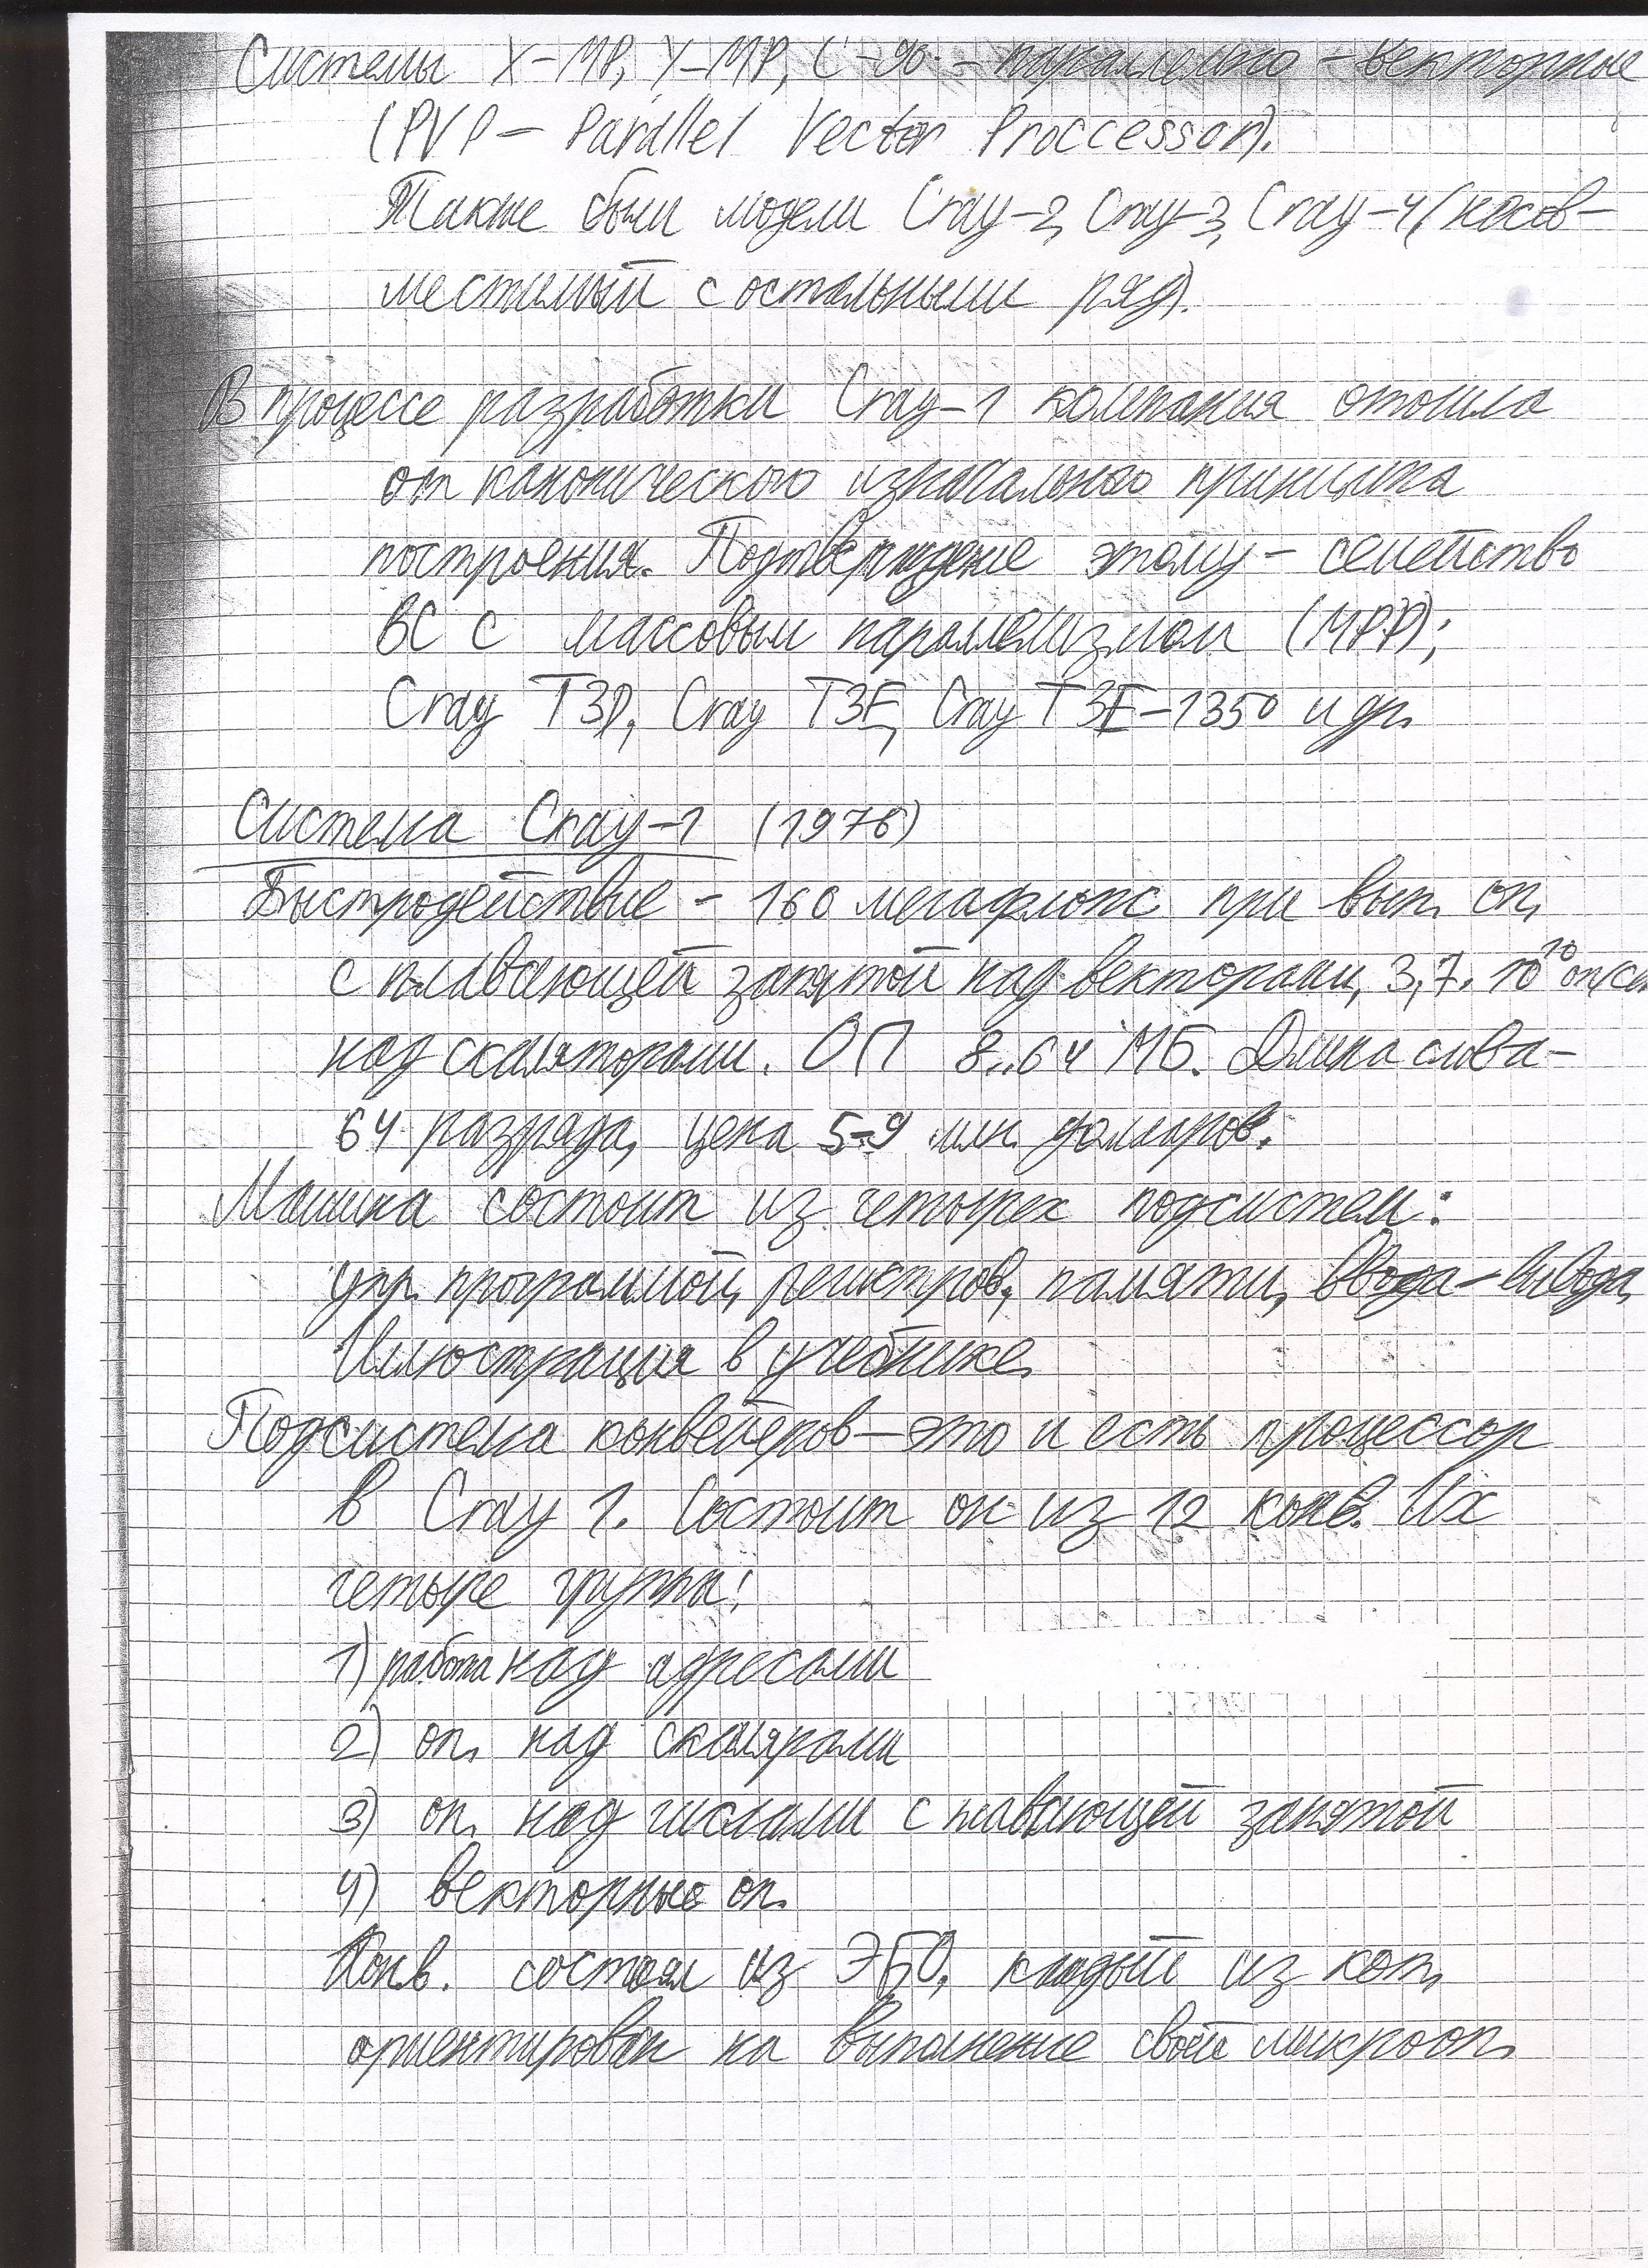 Системы X-MP, Y-MP, C-90 - параллельно-векторные
(PVP - Parallel Vector Proccessor).
Также были модели Cray-2, Cray-3, Cray-4 (несов-
местимый с остальными ряд).
В процессе разработки Cray-1 компания отошла
от канонического изначального принципа
построения. Подтверждение этому - семейство
ВС с массовым параллелизмом (MPP);
Cray T3D, Cray T3E, Cray T3E-1350 и др.
Система Cray-1 (1976)
Быстродействие - 160 мегафлопс при вып. оп.
с плавающей запятой над векторами, 3,7·10^10 оп/сек
над скаляторами. ОП 8..64 МБ. Длина слова -
64 разряда, цена 5-9 млн. долларов.
Машина состоит из четырех подсистем:
упр. программой, регистров, памяти, ввода-вывода.
Иллюстрация в учебнике.
Подсистема конвейеров - это и есть процессор
в Cray 1. Состоит он из 12 конв. Их
четыре группы:
1) работа над адресами
2) оп. над скалярами
3) оп. над числами с плавающей запятой
4) векторные оп.
Конв. состоял из ЭБО, каждый из кот.
ориентирован на выполнение своей микрооп.